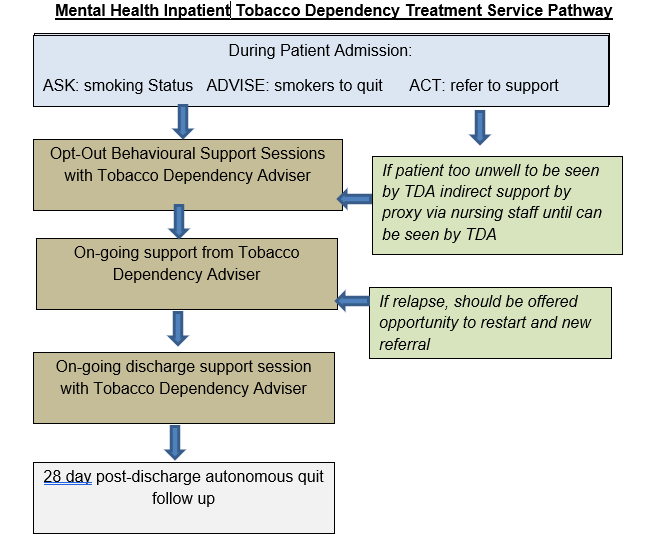 Mental Health Inpatient Tobacco Dependency Treatment Service Pathway
During Patient Admission:
ASK: smoking Status ADVISE: smokers to quit ACT: refer to support
Opt-Out Behavioural Support Sessions
with Tobacco Dependency Adviser
If patient too unwell to be seen
by TDA indirect support by
proxy via nursing staff until can
be seen by TDA
On-going support from Tobacco
Dependency Adviser
If relapse, should be offered
opportunity to restart and new
referral
On-going discharge support session
with Tobacco Dependency Adviser
28 day post-discharge autonomous quit
follow up